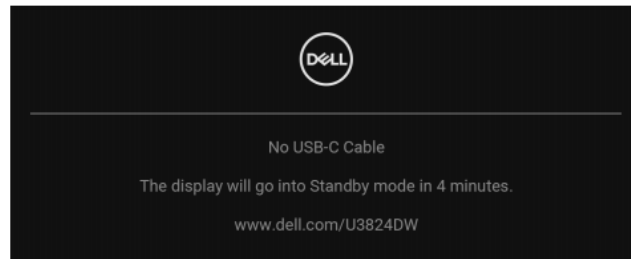 DELL
No USB-C Cable
The display will go into Standby mode in 4 minutes.
www.dell.com/U3824DW